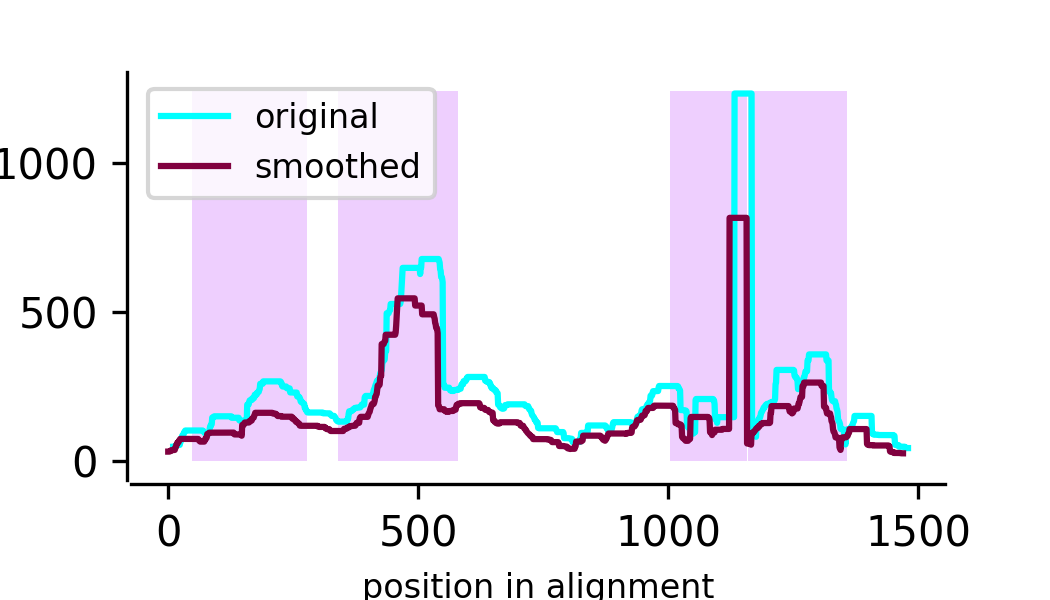 original
smoothed
1000
500
0
0 500 1000 1500
position in alignment